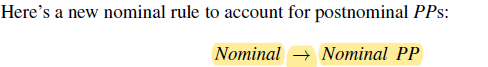 Here’s a new nominal rule to account for postnominal PPs:
Nominal → Nominal PP